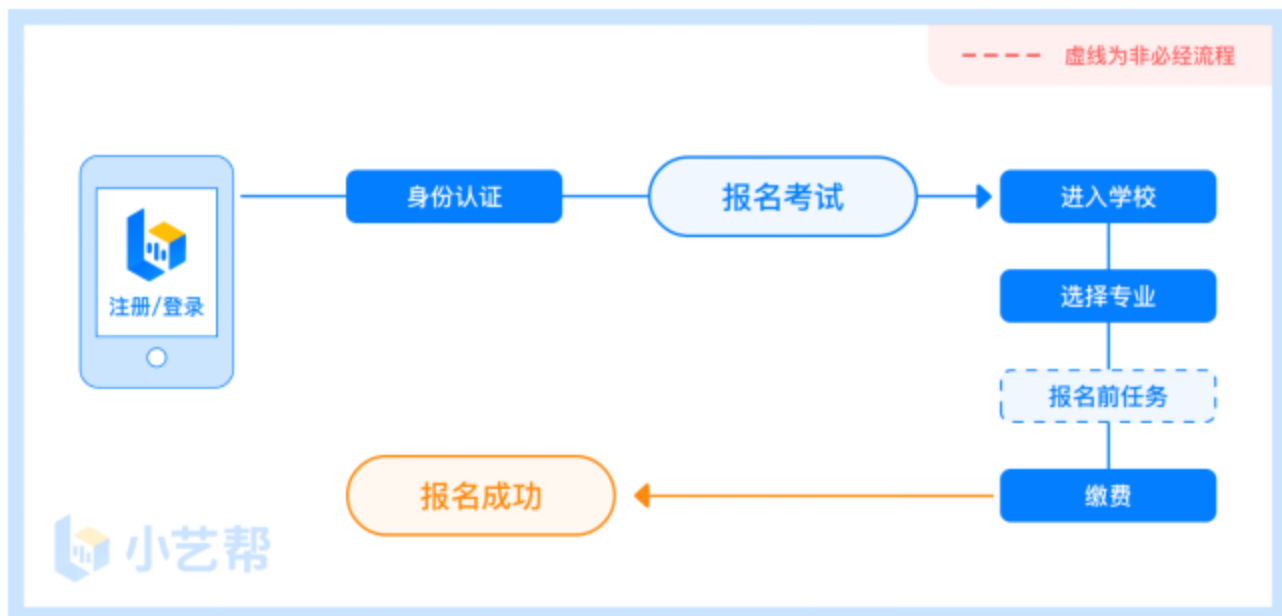 虚线为非必经流程
注册/登录
身份认证
报名考试
进入学校
选择专业
报名前任务
缴费
报名成功
小艺帮